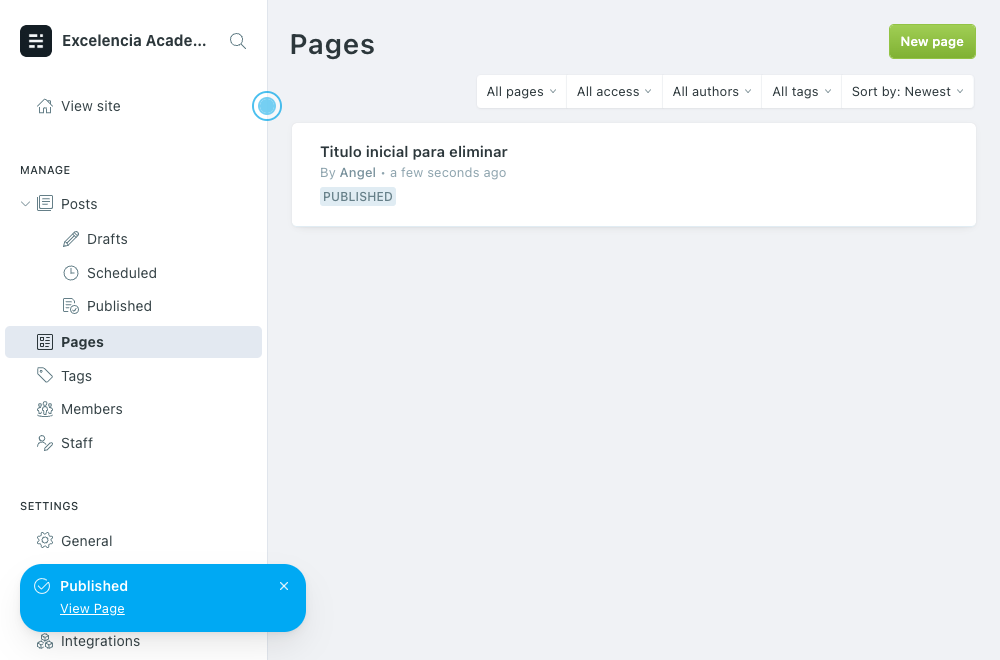 Excelencia Acade...
View site
MANAGE
Posts
Drafts
Scheduled
Published
Pages
Tags
Members
Staff
SETTINGS
General
Published
View Page
Integrations
Pages
New page
All pages
All access
All authors
All tags
Sort by: Newest
Titulo inicial para eliminar
By Angel • a few seconds ago
PUBLISHED